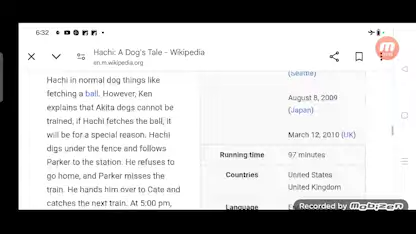 6:32
Hachi: A Dog's Tale - Wikipedia
en.m.wikipedia.org
Hachi in normal dog things like
fetching a ball. However, Ken
explains that Akita dogs cannot be
trained, if Hachi fetches the ball, it
will be for a special reason. Hachi
digs under the fence and follows
Parker to the station. He refuses to
go home, and Parker misses the
train. He hands him over to Cate and
catches the next train. At 5:00 pm,
(Seattle)
August 8, 2009
(Japan)
March 12, 2010 (UK)
Running time 97 minutes
Countries United States
United Kingdom
Language
Recorded by MOBIZEN